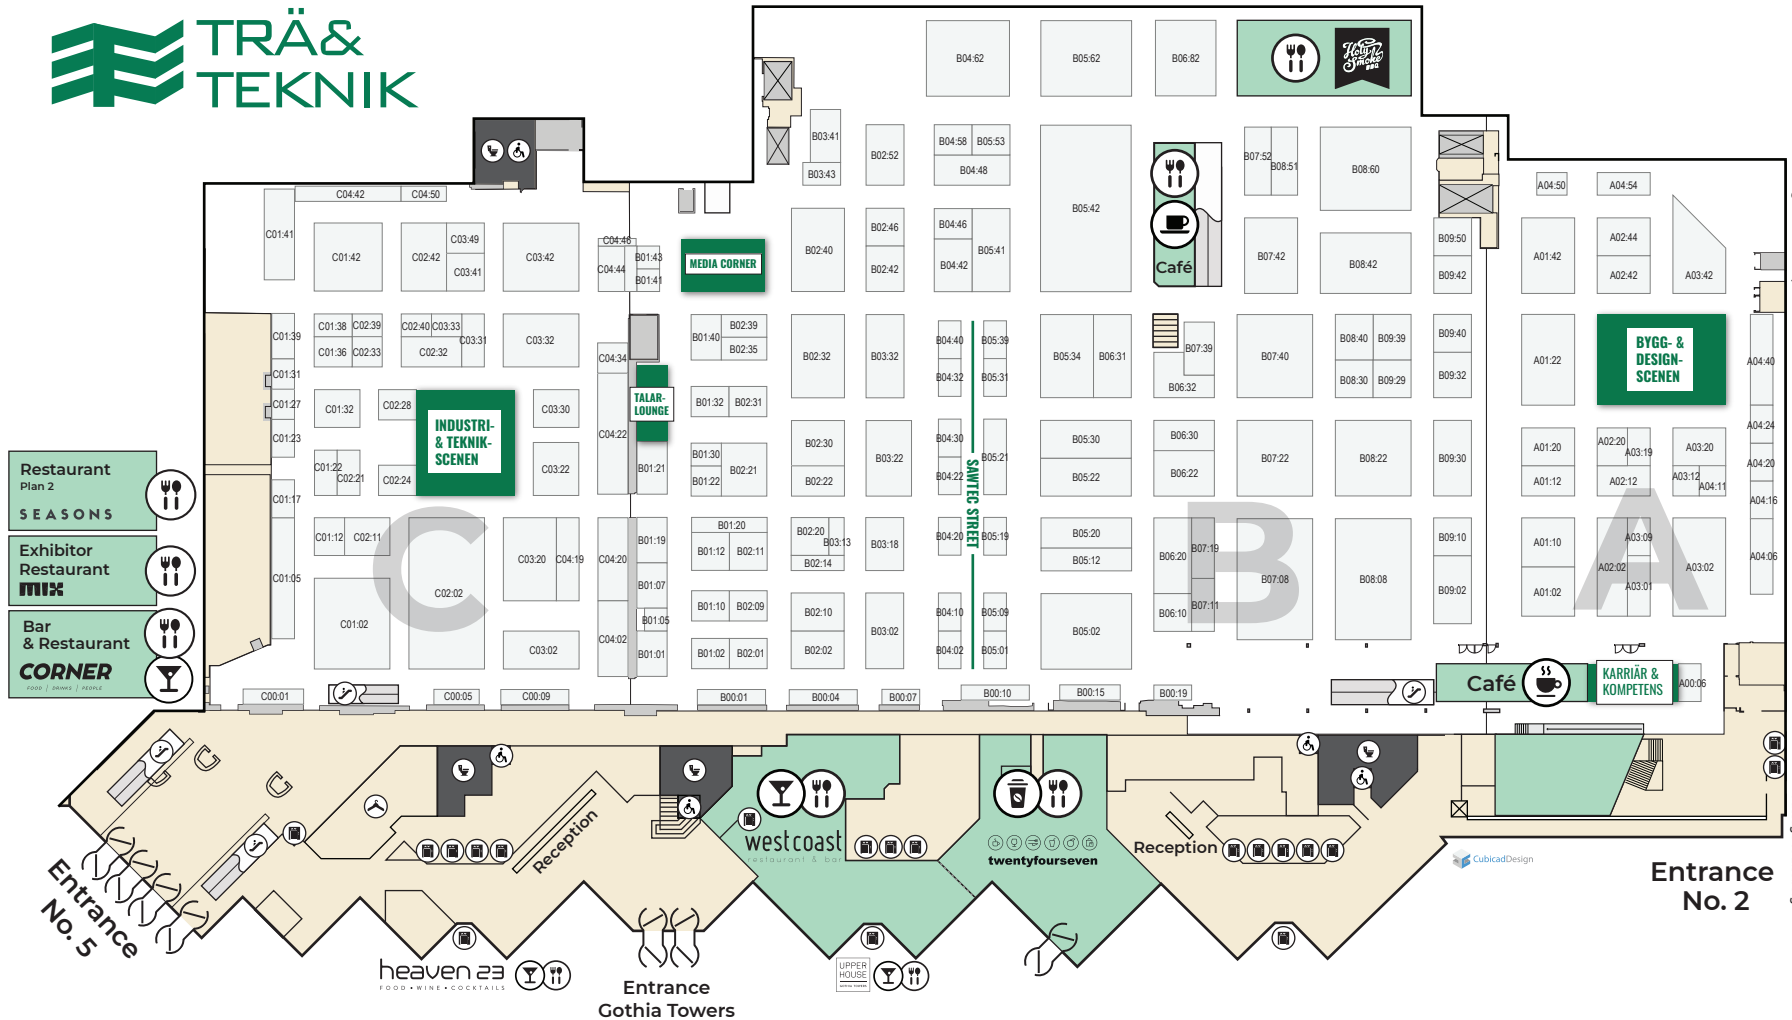 TRÄ&
TEKNIK
B04:62
B05:62
B06:82
Holy
Smoke
BBQ
B03:41
B03:43
B02:52
B04:58
B05:53
B04:48
B05:42
B07:52
B08:51
B08:60
A04:50
A04:54
C04:42
C04:50
C01:41
C01:42
C02:42
C03:49
C03:41
C03:42
C04:46
C04:44
B01:43
B01:41
MEDIA CORNER
B02:40
B02:46
B02:42
B04:46
B04:42
B05:41
Café
B07:42
B08:42
B09:50
B09:42
A01:42
A02:44
A02:42
A03:42
C01:39
C01:38
C02:39
C01:36
C02:33
C02:40
C03:33
C03:31
C02:32
C03:32
C04:34
B01:40
B02:39
B02:35
B02:32
B03:32
B04:40
B05:39
B04:32
B05:31
B05:34
B06:31
B07:39
B06:32
B07:40
B08:40
B09:39
B08:30
B09:29
B09:40
B09:32
A01:22
BYGG- &
DESIGN-
SCENEN
A04:40
C01:31
C01:27
C01:23
C01:32
C02:28
INDUSTRI-
& TEKNIK-
SCENEN
C03:30
C04:22
TALAR-
LOUNGE
B01:32
B02:31
C01:22
C02:21
C02:24
C03:22
B01:21
B01:30
B01:22
B02:21
B02:30
B02:22
B03:22
B04:30
B04:22
B05:21
SAWTEC STREET
B05:30
B05:22
B06:30
B06:22
B07:22
B08:22
B09:30
A01:20
A01:12
A02:20
A03:19
A02:12
A03:20
A03:12
A04:11
A04:24
A04:20
A04:16
A04:06
Restaurant
Plan 2
SEASONS
Exhibitor
Restaurant
MIX
Bar
& Restaurant
CORNER
FOOD | DRINKS | PEOPLE
C01:17
C01:05
C01:12
C02:11
C
C02:02
C03:20
C04:19
C04:20
B01:19
B01:20
B01:12
B02:11
B02:20
B03:13
B02:14
B03:18
B04:20
B05:19
B05:20
B05:12
B06:20
B07:19
B
B07:08
B08:08
B09:10
B09:02
A01:10
A01:02
A
A03:09
A02:02
A03:01
A03:02
C01:02
C03:02
C04:02
B01:07
B01:05
B01:01
B01:10
B02:09
B01:02
B02:01
B02:10
B02:02
B03:02
B04:10
B05:09
B04:02
B05:01
B05:02
B06:10
B07:11
C00:01
C00:05
C00:09
B00:01
B00:04
B00:07
B00:10
B00:15
B00:19
Café
KARRIÄR &
KOMPETENS
A00:06
Reception
westcoast
restaurant & bar
twentyfourseven
Reception
CubicadDesign
Entrance
No. 5
Entrance
No. 2
heaven 23
FOOD • WINE • COCKTAILS
Entrance
Gothia Towers
UPPER
HOUSE
GOTHIA TOWERS